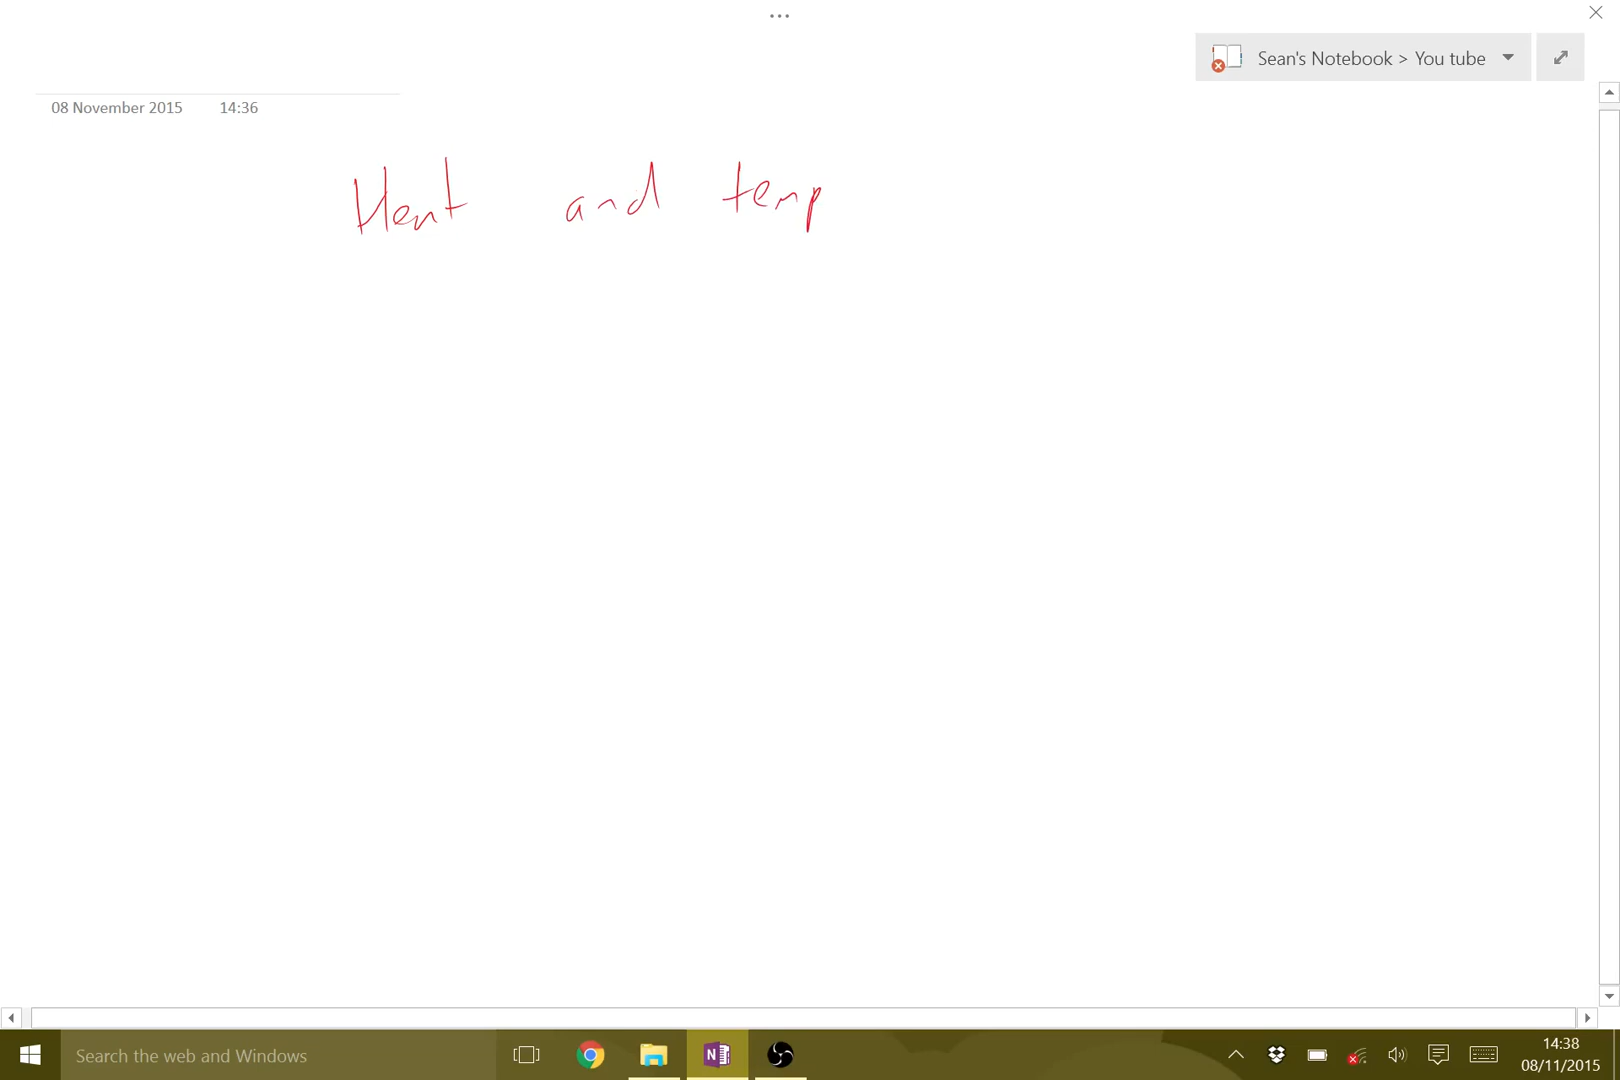 Sean's Notebook > You tube
08 November 2015 14:36
Heat and temp
Search the web and Windows
14:38
08/11/2015